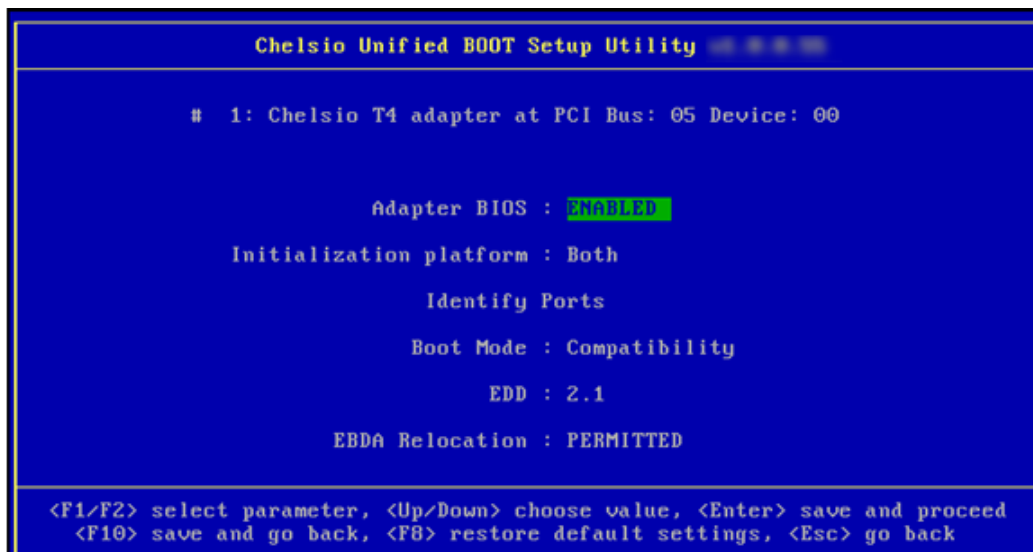 Chelsio Unified BOOT Setup Utility
# 1: Chelsio T4 adapter at PCI Bus: 05 Device: 00
Adapter BIOS : ENABLED
Initialization platform : Both
Identify Ports
Boot Mode : Compatibility
EDD : 2.1
EBDA Relocation : PERMITTED
<F1/F2> select parameter, <Up/Down> choose value, <Enter> save and proceed
<F10> save and go back, <F8> restore default settings, <Esc> go back